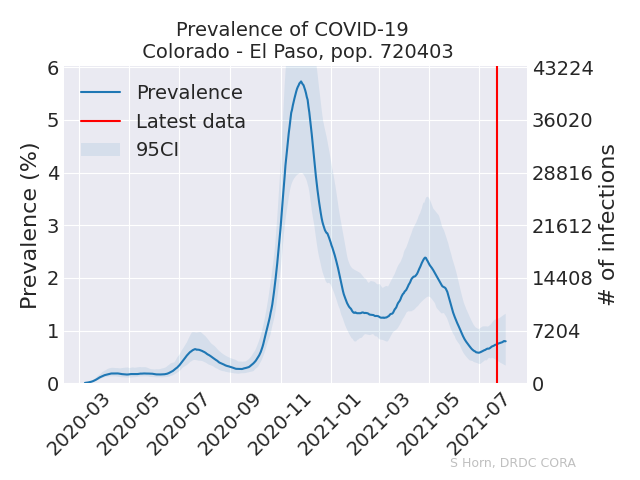 Prevalence of COVID-19
Colorado - El Paso, pop. 720403
Prevalence (%)
6
5
4
3
2
1
0
Prevalence
Latest data
95CI
43224
36020
28816
21612
14408
7204
0
# of infections
2020-03
2020-05
2020-07
2020-09
2020-11
2021-01
2021-03
2021-05
2021-07
S Horn, DRDC CORA